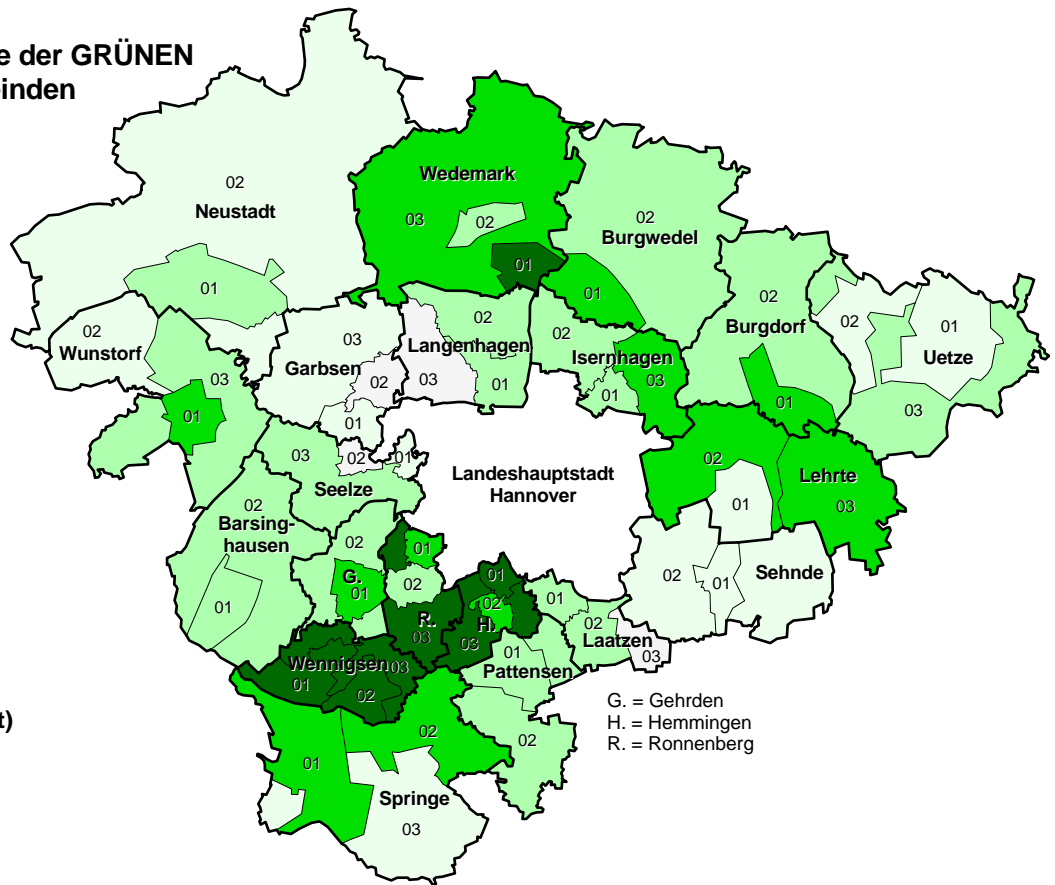 e der GRÜNEN
inden
02
Neustadt
01
Wedemark
03
02
01
02
Burgwedel
01
02
Burgdorf
01
02
01
Uetze
03
02
Wunstorf
03
01
03
Garbsen
02
01
02
Langenhagen
03
01
02
Isernhagen
03
01
03
02
01
Seelze
Landeshauptstadt
Hannover
02
01
Lehrte
03
02
Barsing-
hausen
01
02
G.
01
01
02
R.
03
01
02
H.
03
01
02
Laatzen
03
02
01
Sehnde
01
Pattensen
02
Wennigsen
03
01
02
G. = Gehrden
H. = Hemmingen
R. = Ronnenberg
t)
01
02
Springe
03